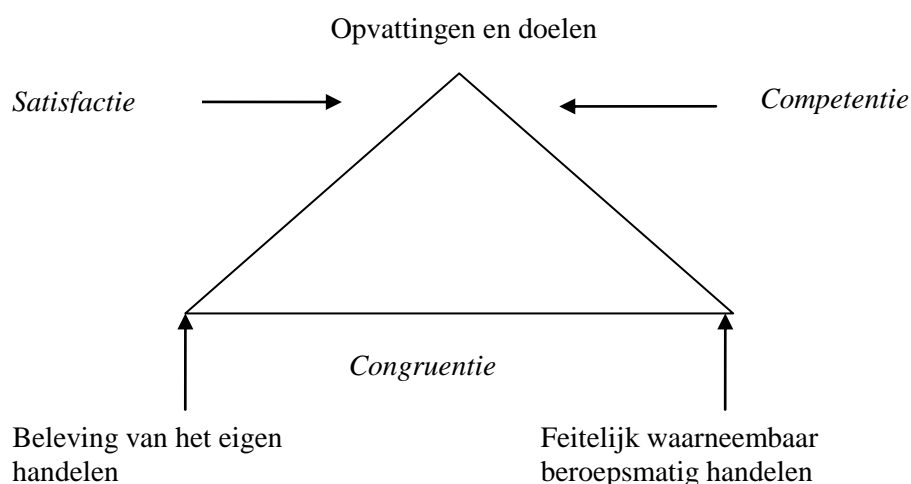 Opvattingen en doelen
Satisfactie
Competentie
Congruentie
Beleving van het eigen
handelen
Feitelijk waarneembaar
beroepsmatig handelen